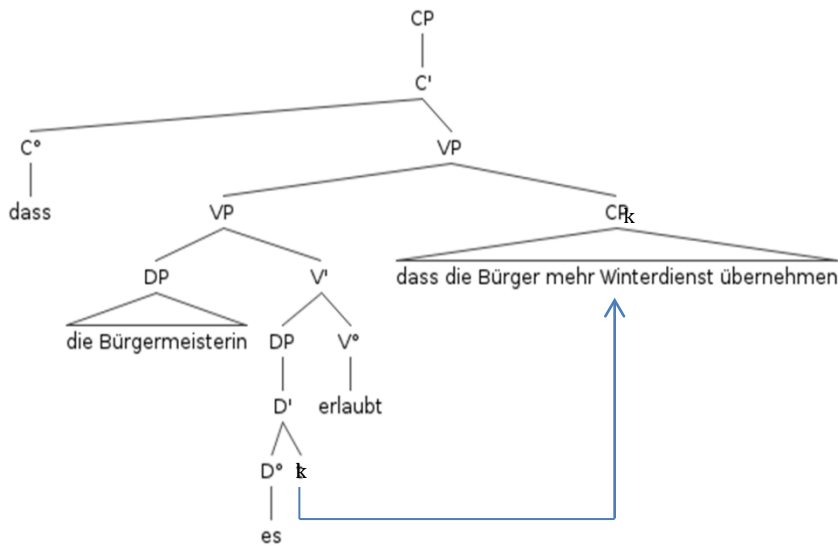 CP
C'
C° VP
dass VP CPk
DP V' dass die Bürger mehr Winterdienst übernehmen
die Bürgermeisterin DP V°
D' erlaubt
D° k
es